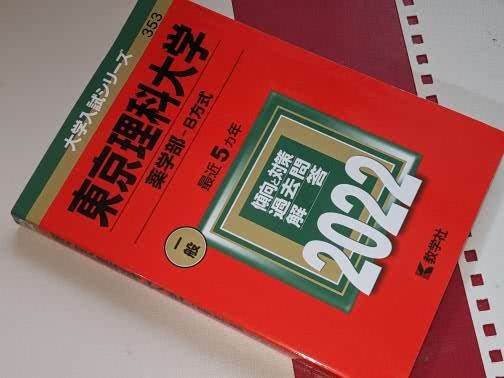 大学入試シリーズ
353
東京理科大学
薬学部-B方式
最近5ヵ年
一般
傾向と対策
過去問
解答
2022
教学社